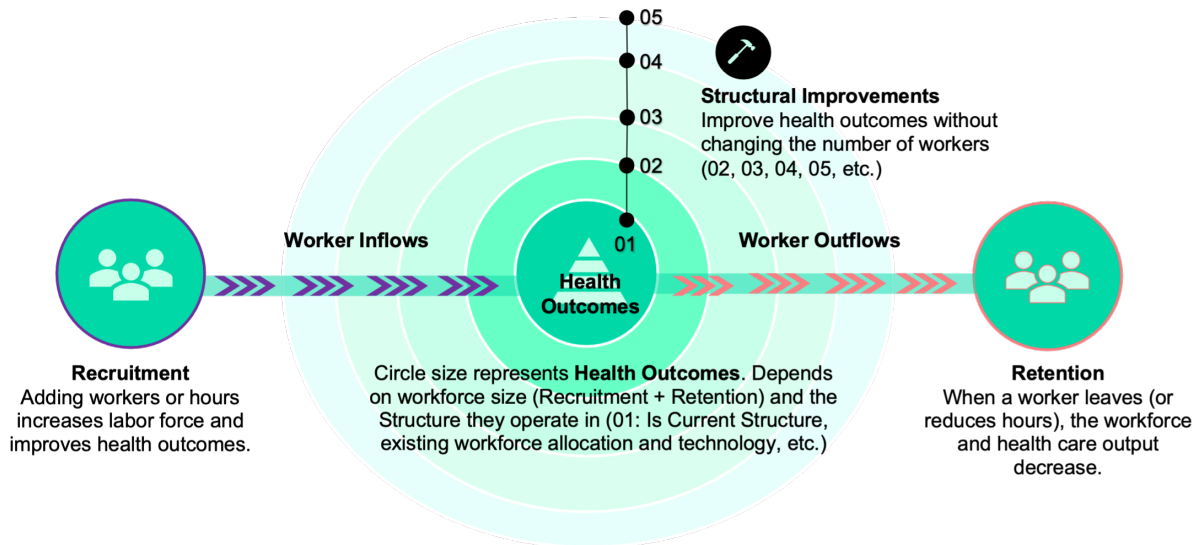 05
04
03
02
01
Structural Improvements
Improve health outcomes without
changing the number of workers
(02, 03, 04, 05, etc.)
Worker Inflows
Worker Outflows
Health
Outcomes
Recruitment
Adding workers or hours
increases labor force and
improves health outcomes.
Circle size represents Health Outcomes. Depends
on workforce size (Recruitment + Retention) and the
Structure they operate in (01: Is Current Structure,
existing workforce allocation and technology, etc.)
Retention
When a worker leaves (or
reduces hours), the workforce
and health care output
decrease.